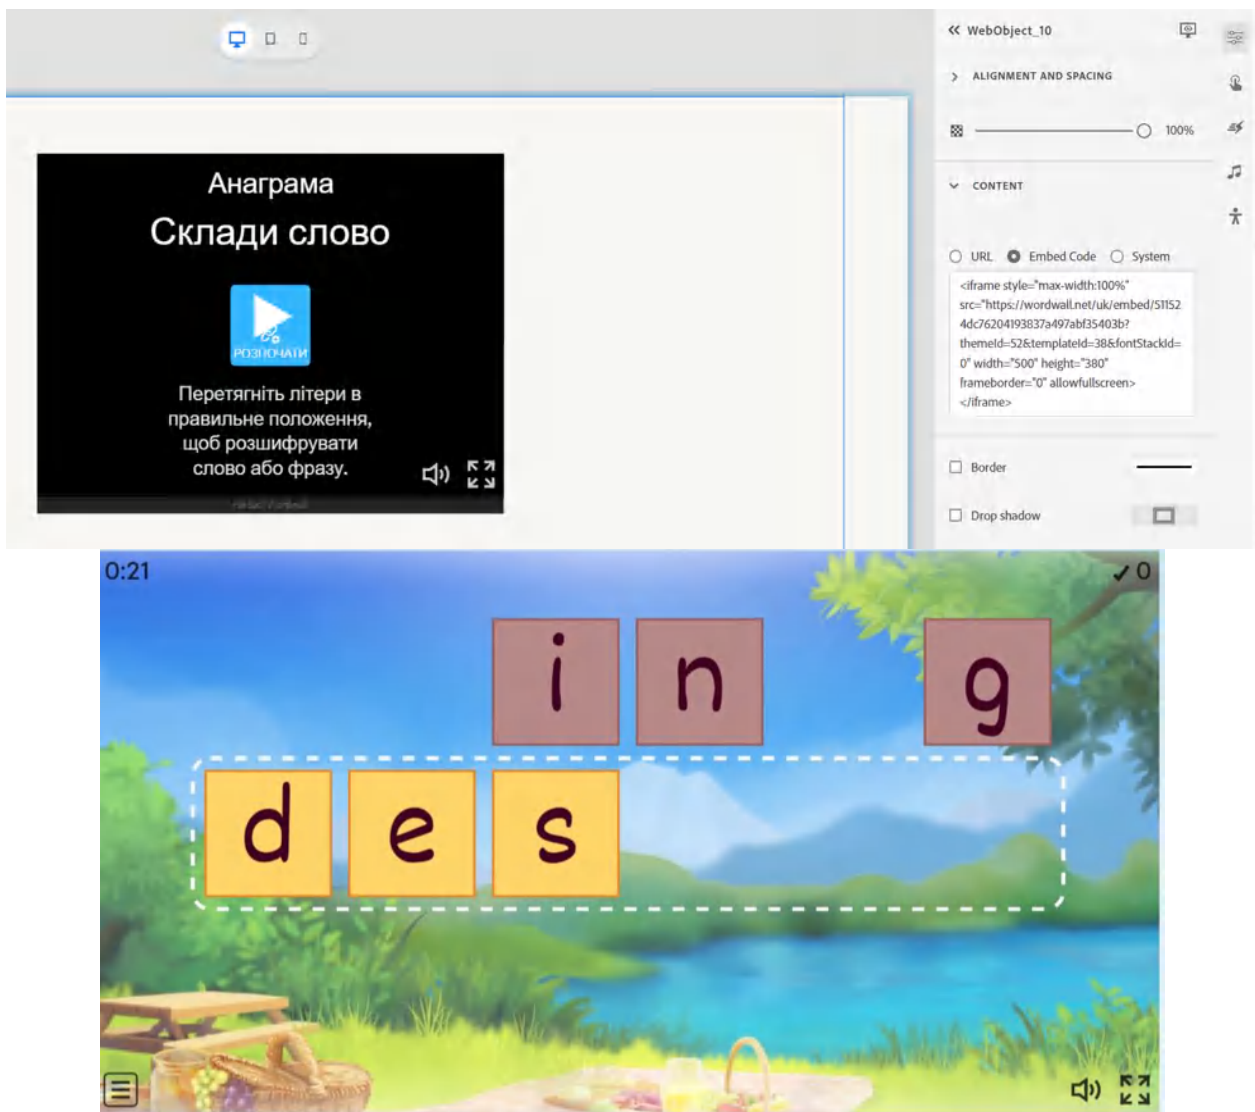 WebObject_10
ALIGNMENT AND SPACING
100%
CONTENT
URL
Embed Code
System
<iframe style="max-width:100%"
src="https://wordwall.net/uk/embed/51152
4dc76204193837a497abf35403b?
themeId=52&templateId=38&fontStackId=
0" width="500" height="380"
frameborder="0" allowfullscreen>
</iframe>
Border
Drop shadow
Анаграма
Склади слово
РОЗПОЧАТИ
Перетягніть літери в
правильне положення,
щоб розшифрувати
слово або фразу.
0:21
0
i n g
d e s